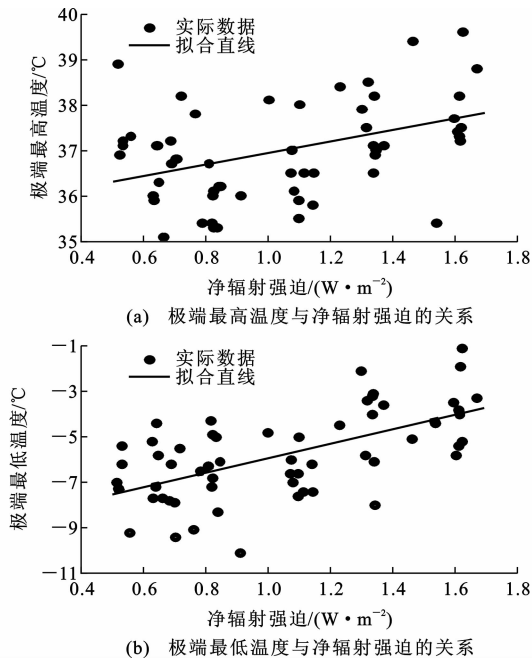 40
39
38
37
36
35
极端最高温度/℃
实际数据
拟合直线
0.4 0.6 0.8 1.0 1.2 1.4 1.6 1.8
净辐射强迫/(W·m⁻²)
(a) 极端最高温度与净辐射强迫的关系
−1
−3
−5
−7
−9
−11
极端最低温度/℃
实际数据
拟合直线
0.4 0.6 0.8 1.0 1.2 1.4 1.6 1.8
净辐射强迫/(W·m⁻²)
(b) 极端最低温度与净辐射强迫的关系